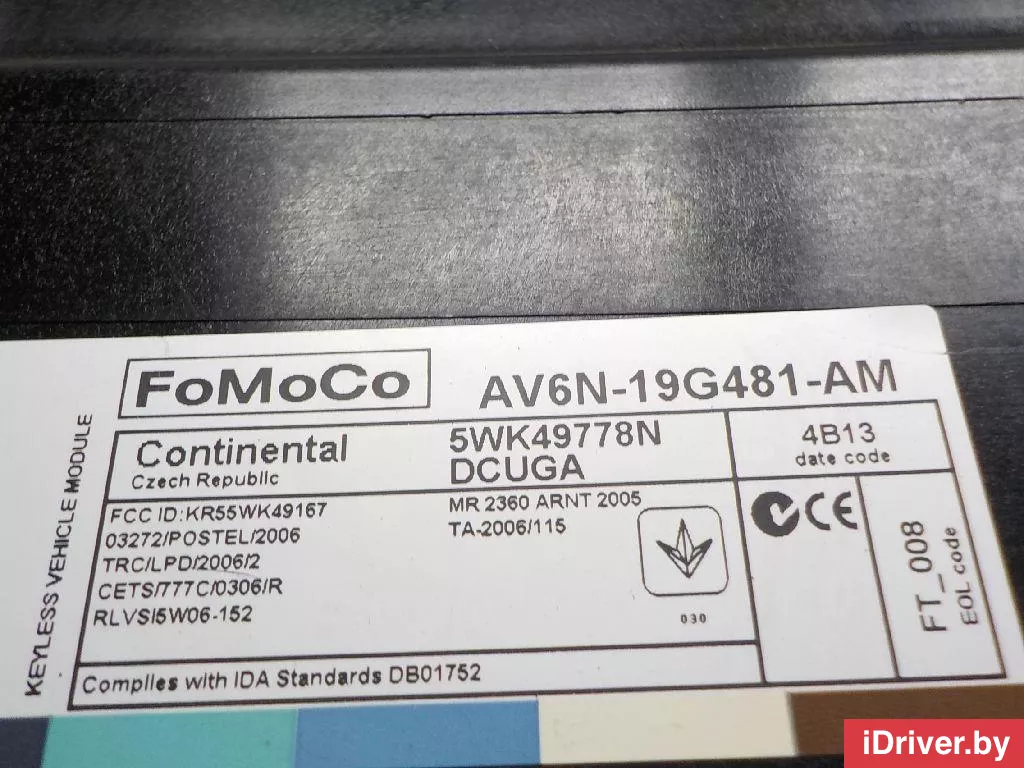 FoMoCo
AV6N-19G481-AM
Continental
Czech Republic
5WK49778N
DCUGA
4B13
date code
FCC ID:KR55WK49167
03272/POSTEL/2006
TRC/LPD/2006/2
CETS/777C/0306/R
RLVSI5W06-152
MR 2360 ARNT 2005
TA-2006/115
030
CE
FT_008
EOL code
Complies with IDA Standards DB01752
KEYLESS VEHICLE MODULE
iDriver.by